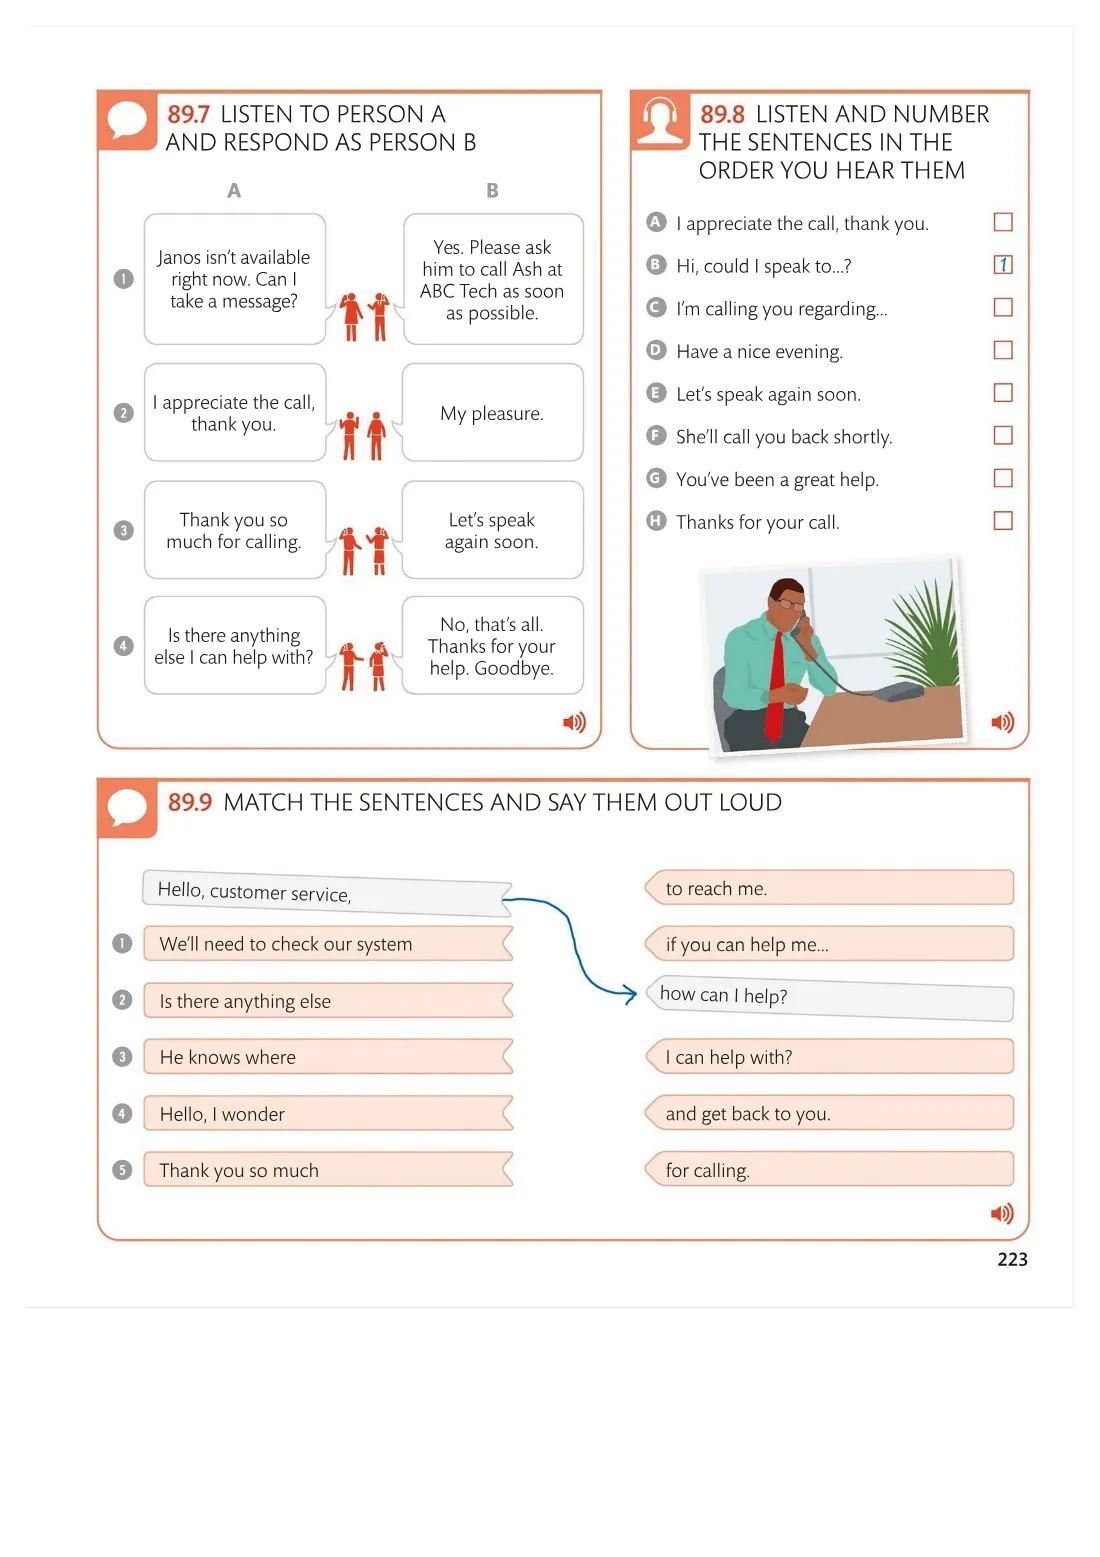 89.7 LISTEN TO PERSON A
AND RESPOND AS PERSON B
A
B
1
Janos isn't available
right now. Can I
take a message?
Yes. Please ask
him to call Ash at
ABC Tech as soon
as possible.
2
I appreciate the call,
thank you.
My pleasure.
3
Thank you so
much for calling.
Let's speak
again soon.
4
Is there anything
else I can help with?
No, that's all.
Thanks for your
help. Goodbye.
89.8 LISTEN AND NUMBER
THE SENTENCES IN THE
ORDER YOU HEAR THEM
A I appreciate the call, thank you.
B Hi, could I speak to...? 1
C I'm calling you regarding...
D Have a nice evening.
E Let's speak again soon.
F She'll call you back shortly.
G You've been a great help.
H Thanks for your call.
89.9 MATCH THE SENTENCES AND SAY THEM OUT LOUD
Hello, customer service,
to reach me.
1 We'll need to check our system
if you can help me...
2 Is there anything else
how can I help?
3 He knows where
I can help with?
4 Hello, I wonder
and get back to you.
5 Thank you so much
for calling.
223